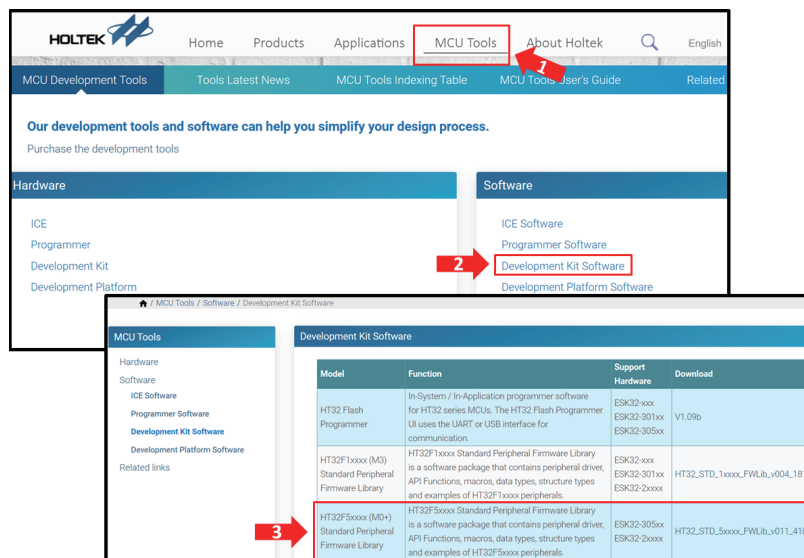 HOLTEK
Home Products Applications MCU Tools About Holtek English
1
MCU Development Tools Tools Latest News MCU Tools Indexing Table MCU Tools User's Guide Related
Our development tools and software can help you simplify your design process.
Purchase the development tools
Hardware
ICE
Programmer
Development Kit
Development Platform
Software
ICE Software
Programmer Software
2
Development Kit Software
Development Platform Software
/ MCU Tools / Software / Development Kit Software
MCU Tools
Hardware
Software
ICE Software
Programmer Software
Development Kit Software
Development Platform Software
Related links
Development Kit Software
Model Function Support Hardware Download
HT32 Flash
Programmer
In-System / In-Application programmer software
for HT32 series MCUs. The HT32 Flash Programmer
UI uses the UART or USB interface for
communication.
ESK32-xxx
ESK32-301xx
ESK32-305xx
V1.09b
HT32F1xxxx (M3)
Standard Peripheral
Firmware Library
HT32F1xxxx Standard Peripheral Firmware Library
is a software package that contains peripheral driver,
API Functions, macros, data types, structure types
and examples of HT32F1xxxx peripherals.
ESK32-xxx
ESK32-301xx
ESK32-2xxxx
HT32_STD_1xxxx_FWLib_v004_181
3
HT32F5xxxx (M0+)
Standard Peripheral
Firmware Library
HT32F5xxxx Standard Peripheral Firmware Library
is a software package that contains peripheral driver,
API Functions, macros, data types, structure types
and examples of HT32F5xxxx peripherals.
ESK32-305xx
ESK32-2xxxx
HT32_STD_5xxxx_FWLib_v011_418